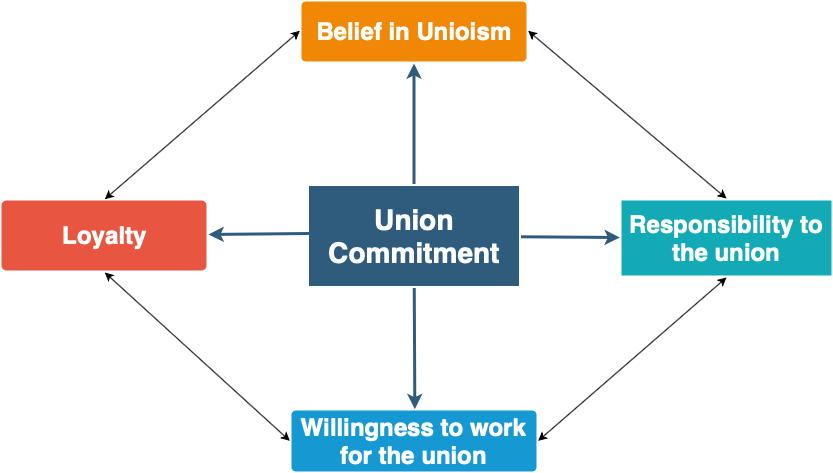 Belief in Unioism
Union
Commitment
Loyalty
Responsibility to
the union
Willingness to work
for the union